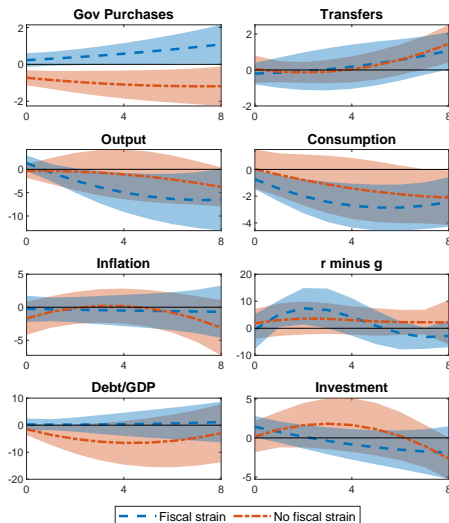 Gov Purchases Transfers
2 2
0 0
-2 -2
0 4 8 0 4 8
Output Consumption
0 0
-5 -2
-10 -4
0 4 8 0 4 8
Inflation r minus g
5 20
0 10
-5 0
-10
0 4 8 0 4 8
Debt/GDP Investment
10 5
0 0
-10 -5
-20
0 4 8 0 4 8
Fiscal strain No fiscal strain